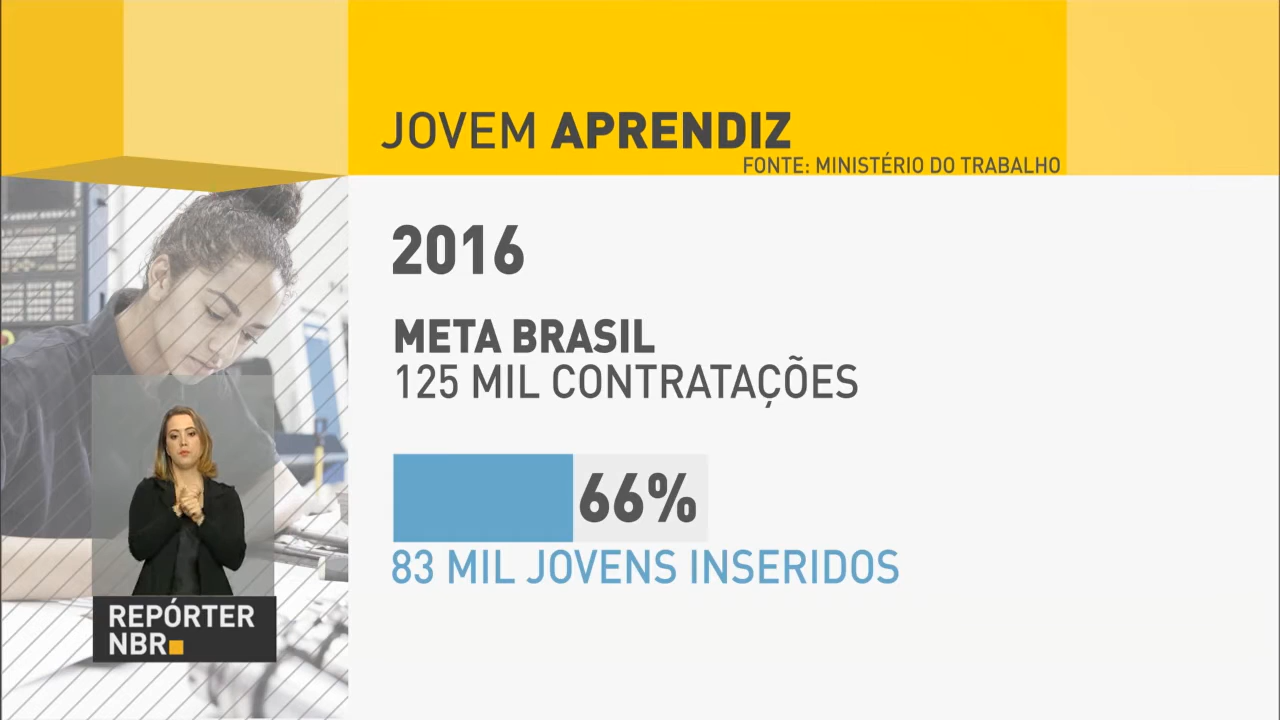 JOVEM APRENDIZ
FONTE: MINISTÉRIO DO TRABALHO
2016
META BRASIL
125 MIL CONTRATAÇÕES
66%
83 MIL JOVENS INSERIDOS
REPÓRTER
NBR